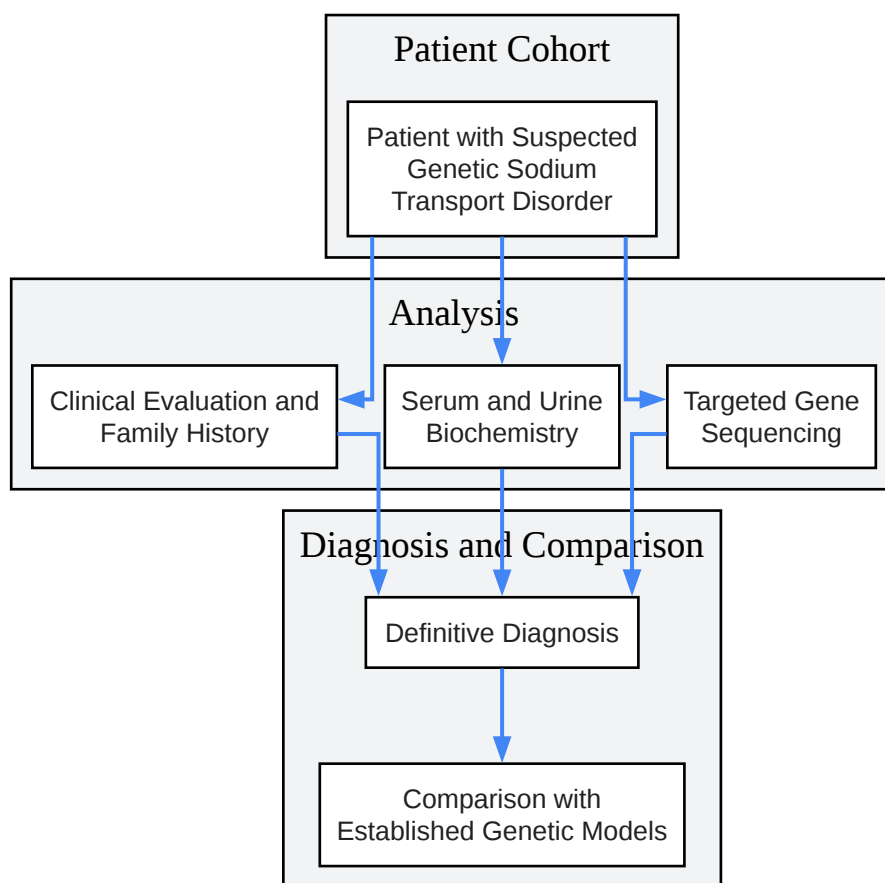 Patient Cohort
Patient with Suspected
Genetic Sodium
Transport Disorder
Analysis
Clinical Evaluation and
Family History
Serum and Urine
Biochemistry
Targeted Gene
Sequencing
Diagnosis and Comparison
Definitive Diagnosis
Comparison with
Established Genetic Models